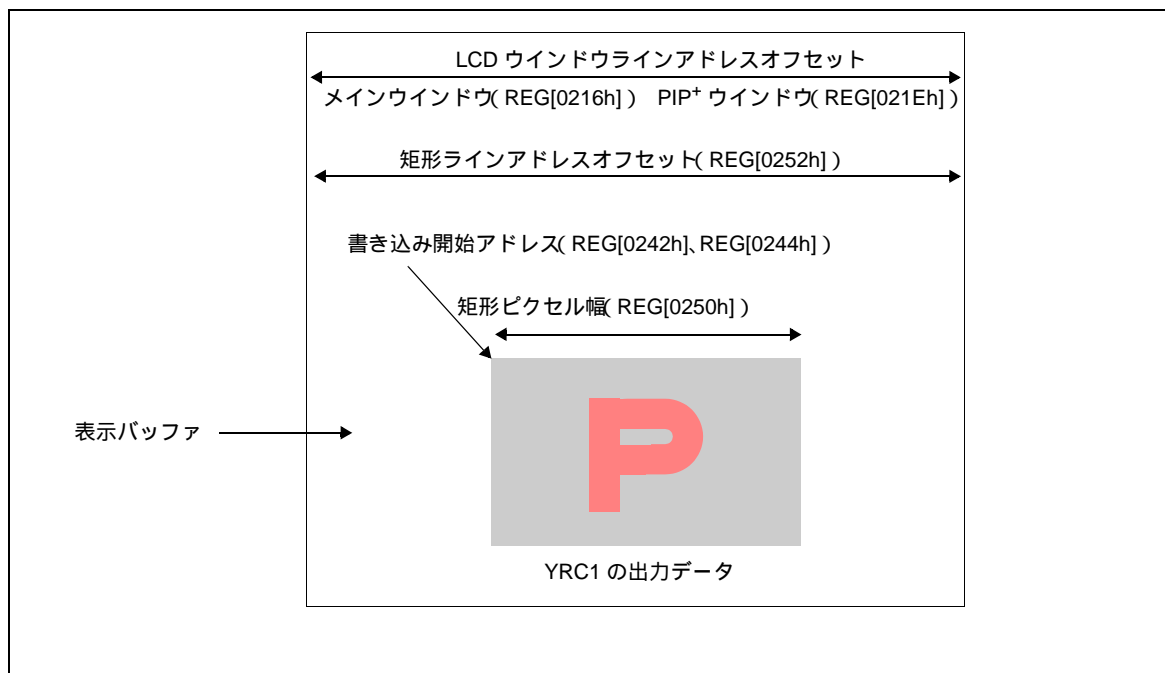 LCD ウインドウラインアドレスオフセット
メインウインドウ( REG[0216h] ) PIP+ ウインドウ( REG[021Eh] )
矩形ラインアドレスオフセット( REG[0252h] )
書き込み開始アドレス( REG[0242h]、REG[0244h] )
矩形ピクセル幅( REG[0250h] )
P
表示バッファ
YRC1 の出力データ